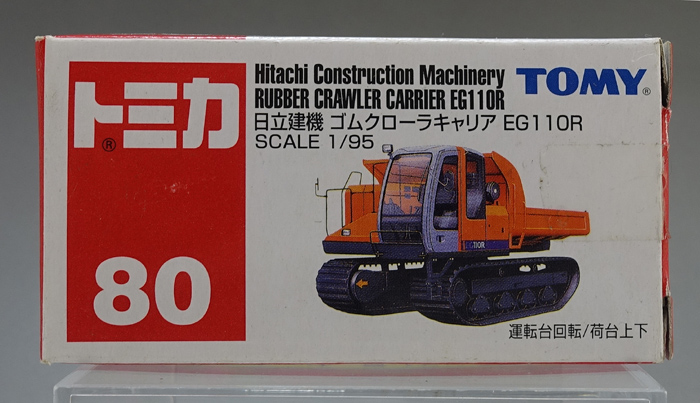 トミカ
®
80
Hitachi Construction Machinery
RUBBER CRAWLER CARRIER EG110R
日立建機 ゴムクローラキャリア EG110R
SCALE 1/95
TOMY®
EG110R
運転台回転/荷台上下